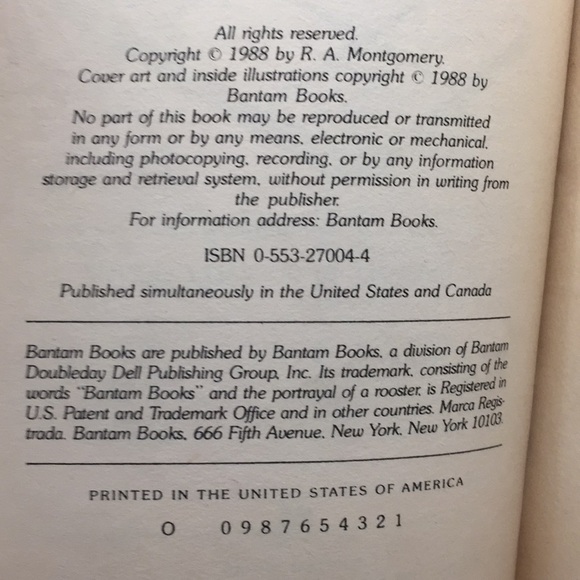 All rights reserved.
Copyright © 1988 by R. A. Montgomery.
Cover art and inside illustrations copyright © 1988 by
Bantam Books.
No part of this book may be reproduced or transmitted
in any form or by any means, electronic or mechanical,
including photocopying, recording, or by any information
storage and retrieval system, without permission in writing from
the publisher.
For information address: Bantam Books.
ISBN 0-553-27004-4
Published simultaneously in the United States and Canada
Bantam Books are published by Bantam Books, a division of Bantam
Doubleday Dell Publishing Group, Inc. Its trademark, consisting of the
words "Bantam Books" and the portrayal of a rooster, is Registered in
U.S. Patent and Trademark Office and in other countries. Marca Regis-
trada. Bantam Books, 666 Fifth Avenue, New York, New York 10103.
PRINTED IN THE UNITED STATES OF AMERICA
O 0 9 8 7 6 5 4 3 2 1